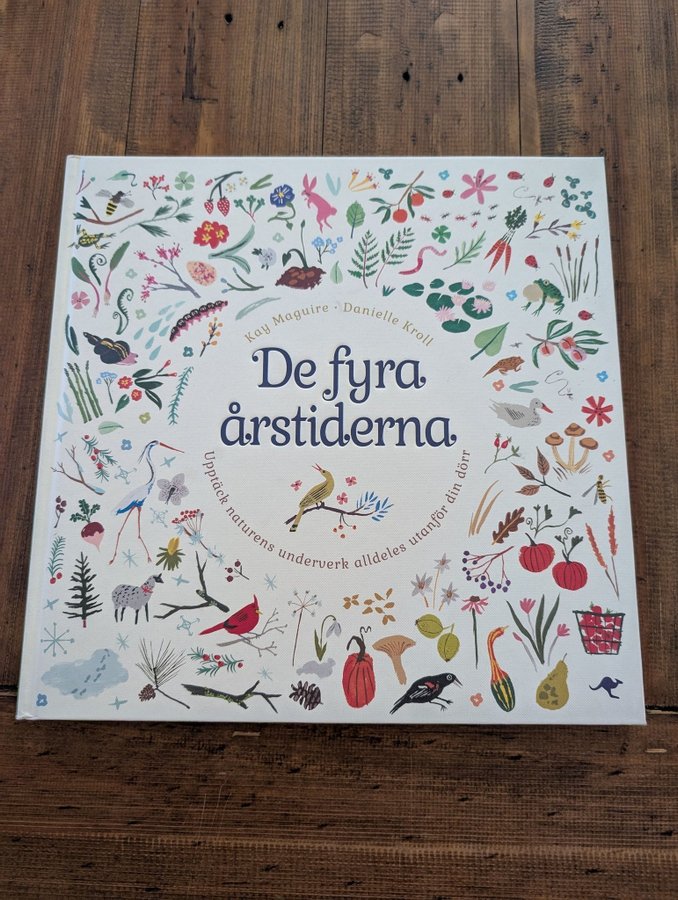 Kay Maguire · Danielle Kroll
De fyra
årstiderna
Upptäck naturens underverk alldeles utanför din dörr